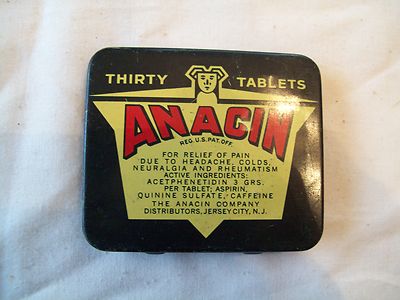 THIRTY TABLETS
ANACIN
REG. U.S. PAT. OFF.
FOR RELIEF OF PAIN
DUE TO HEADACHE, COLDS,
NEURALGIA AND RHEUMATISM
ACTIVE INGREDIENTS:
ACETPHENETIDIN 3 GRS.
PER TABLET; ASPIRIN,
QUININE SULFATE, CAFFEINE
THE ANACIN COMPANY
DISTRIBUTORS, JERSEY CITY, N.J.